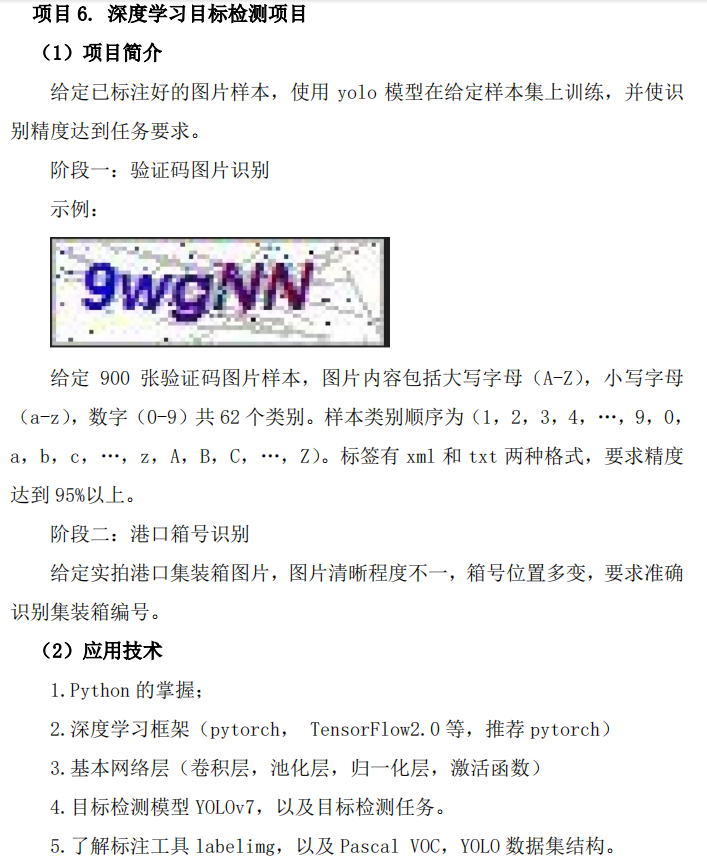 项目 6. 深度学习目标检测项目
（1）项目简介
给定已标注好的图片样本，使用 yolo 模型在给定样本集上训练，并使识
别精度达到任务要求。
阶段一：验证码图片识别
示例：
9wgNN
给定 900 张验证码图片样本，图片内容包括大写字母（A-Z），小写字母
（a-z），数字（0-9）共 62 个类别。样本类别顺序为（1，2，3，4，…，9，0，
a，b，c，…，z，A，B，C，…，Z）。标签有 xml 和 txt 两种格式，要求精度
达到 95%以上。
阶段二：港口箱号识别
给定实拍港口集装箱图片，图片清晰程度不一，箱号位置多变，要求准确
识别集装箱编号。
（2）应用技术
1.Python 的掌握；
2.深度学习框架（pytorch， TensorFlow2.0 等，推荐 pytorch）
3.基本网络层（卷积层，池化层，归一化层，激活函数）
4.目标检测模型 YOLOv7，以及目标检测任务。
5.了解标注工具 labelimg，以及 Pascal VOC，YOLO 数据集结构。